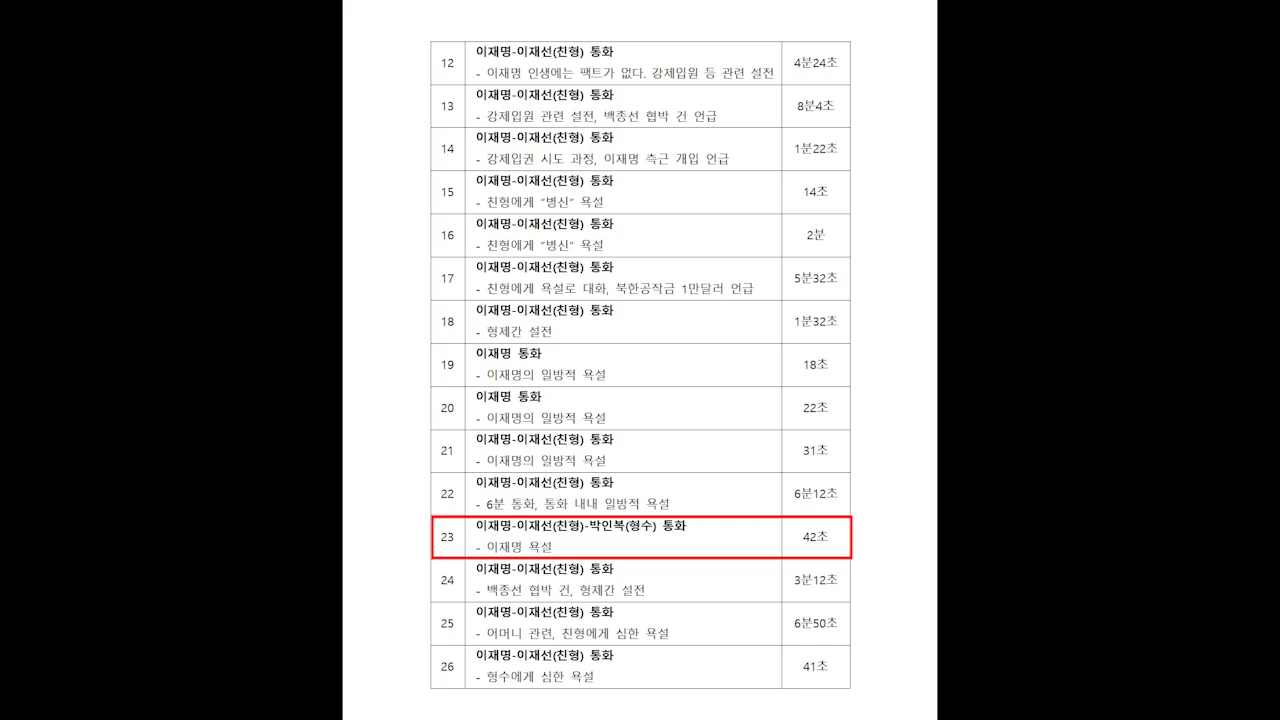 12
이재명-이재선(친형) 통화
- 이재명 인생에는 팩트가 없다. 강제입원 등 관련 설전
4분24초
13
이재명-이재선(친형) 통화
- 강제입원 관련 설전, 백종선 협박 건 언급
8분4초
14
이재명-이재선(친형) 통화
- 강제입권 시도 과정, 이재명 측근 개입 언급
1분22초
15
이재명-이재선(친형) 통화
- 친형에게 "병신" 욕설
14초
16
이재명-이재선(친형) 통화
- 친형에게 "병신" 욕설
2분
17
이재명-이재선(친형) 통화
- 친형에게 욕설로 대화, 북한공작금 1만달러 언급
5분32초
18
이재명-이재선(친형) 통화
- 형제간 설전
1분32초
19
이재명 통화
- 이재명의 일방적 욕설
18초
20
이재명 통화
- 이재명의 일방적 욕설
22초
21
이재명-이재선(친형) 통화
- 이재명의 일방적 욕설
31초
22
이재명-이재선(친형) 통화
- 6분 통화, 통화 내내 일방적 욕설
6분12초
23
이재명-이재선(친형)-박인복(형수) 통화
- 이재명 욕설
42초
24
이재명-이재선(친형) 통화
- 백종선 협박 건, 형제간 설전
3분12초
25
이재명-이재선(친형) 통화
- 어머니 관련, 친형에게 심한 욕설
6분50초
26
이재명-이재선(친형) 통화
- 형수에게 심한 욕설
41초